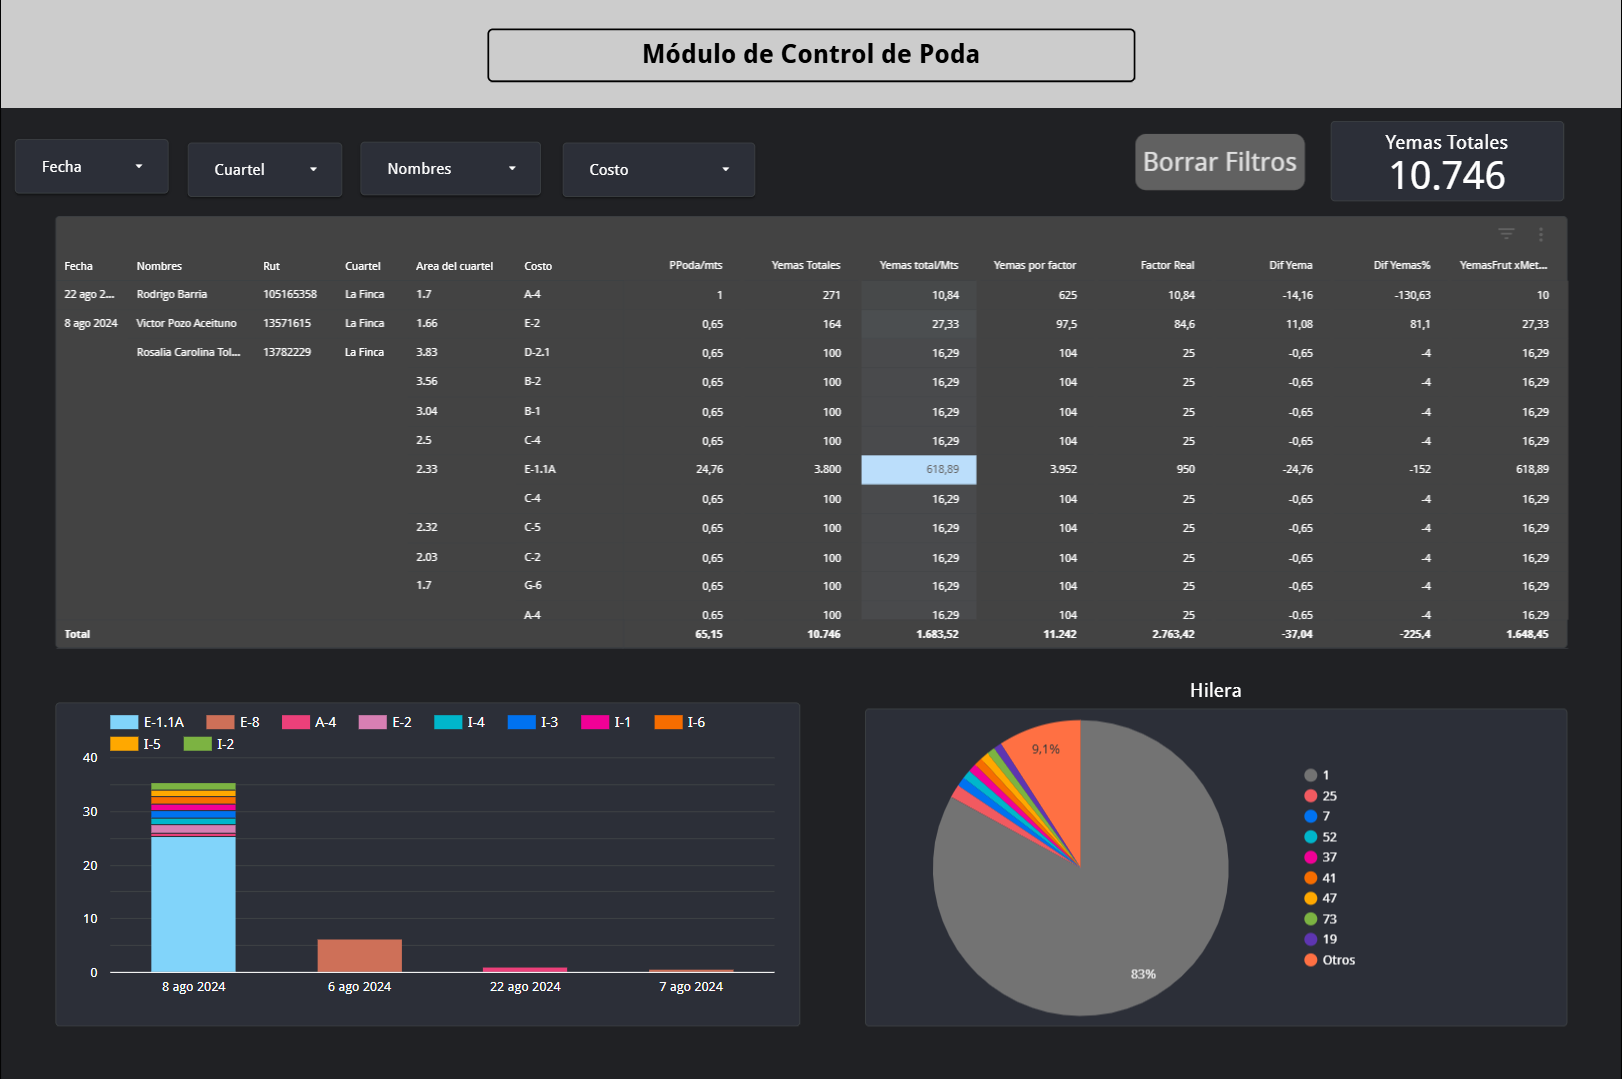 Módulo de Control de Poda
Fecha
Cuartel
Nombres
Costo
Borrar Filtros
Yemas Totales
10.746
Fecha Nombres Rut Cuartel Area del cuartel Costo PPoda/mts Yemas Totales Yemas total/Mts Yemas por factor Factor Real Dif Yema Dif Yemas% YemasFrut xMet...
22 ago 2... Rodrigo Barria 105165358 La Finca 1.7 A-4 1 271 10,84 625 10,84 -14,16 -130,63 10
8 ago 2024 Victor Pozo Aceituno 13571615 La Finca 1.66 E-2 0,65 164 27,33 97,5 84,6 11,08 81,1 27,33
Rosalia Carolina Tol... 13782229 La Finca 3.83 D-2.1 0,65 100 16,29 104 25 -0,65 -4 16,29
3.56 B-2 0,65 100 16,29 104 25 -0,65 -4 16,29
3.04 B-1 0,65 100 16,29 104 25 -0,65 -4 16,29
2.5 C-4 0,65 100 16,29 104 25 -0,65 -4 16,29
2.33 E-1.1A 24,76 3.800 618,89 3.952 950 -24,76 -152 618,89
C-4 0,65 100 16,29 104 25 -0,65 -4 16,29
2.32 C-5 0,65 100 16,29 104 25 -0,65 -4 16,29
2.03 C-2 0,65 100 16,29 104 25 -0,65 -4 16,29
1.7 G-6 0,65 100 16,29 104 25 -0,65 -4 16,29
A-4 0,65 100 16,29 104 25 -0,65 -4 16,29
Total 65,15 10.746 1.683,52 11.242 2.763,42 -37,04 -225,4 1.648,45
E-1.1A E-8 A-4 E-2 I-4 I-3 I-1 I-6
I-5 I-2
40
30
20
10
0
8 ago 2024 6 ago 2024 22 ago 2024 7 ago 2024
Hilera
9,1%
83%
1
25
7
52
37
41
47
73
19
Otros